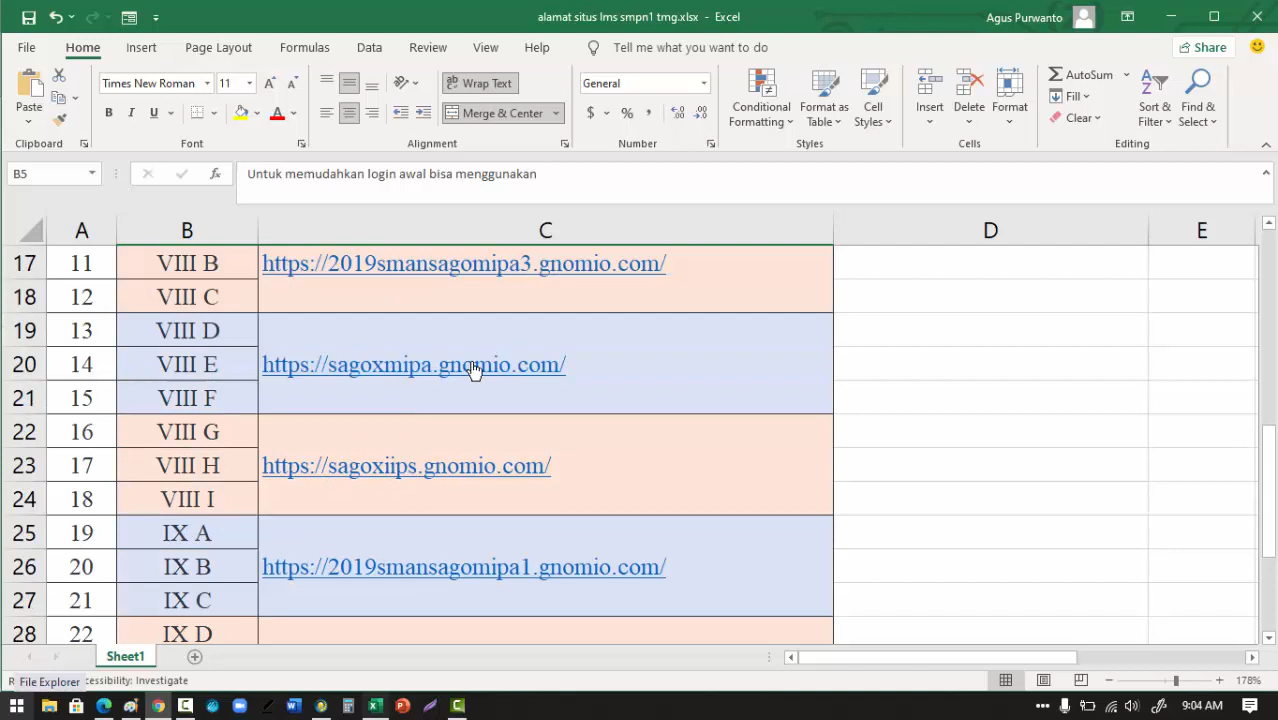 alamat situs lms smpn1 tmg.xlsx - Excel
Agus Purwanto
File Home Insert Page Layout Formulas Data Review View Help Tell me what you want to do Share
Paste
Times New Roman 11
B I U
Wrap Text
Merge & Center
General
$ % ,
Conditional Formatting
Format as Table
Cell Styles
Insert
Delete
Format
AutoSum
Fill
Clear
Sort & Filter
Find & Select
Clipboard Font Alignment Number Styles Cells Editing
B5 fx Untuk memudahkan login awal bisa menggunakan
A B C D E
17 11 VIII B https://2019smansagomipa3.gnomio.com/
18 12 VIII C
19 13 VIII D
20 14 VIII E https://sagoxmipa.gnomio.com/
21 15 VIII F
22 16 VIII G
23 17 VIII H https://sagoxiips.gnomio.com/
24 18 VIII I
25 19 IX A
26 20 IX B https://2019smansagomipa1.gnomio.com/
27 21 IX C
28 22 IX D
Sheet1
File Explorer
Investigate
178%
9:04 AM